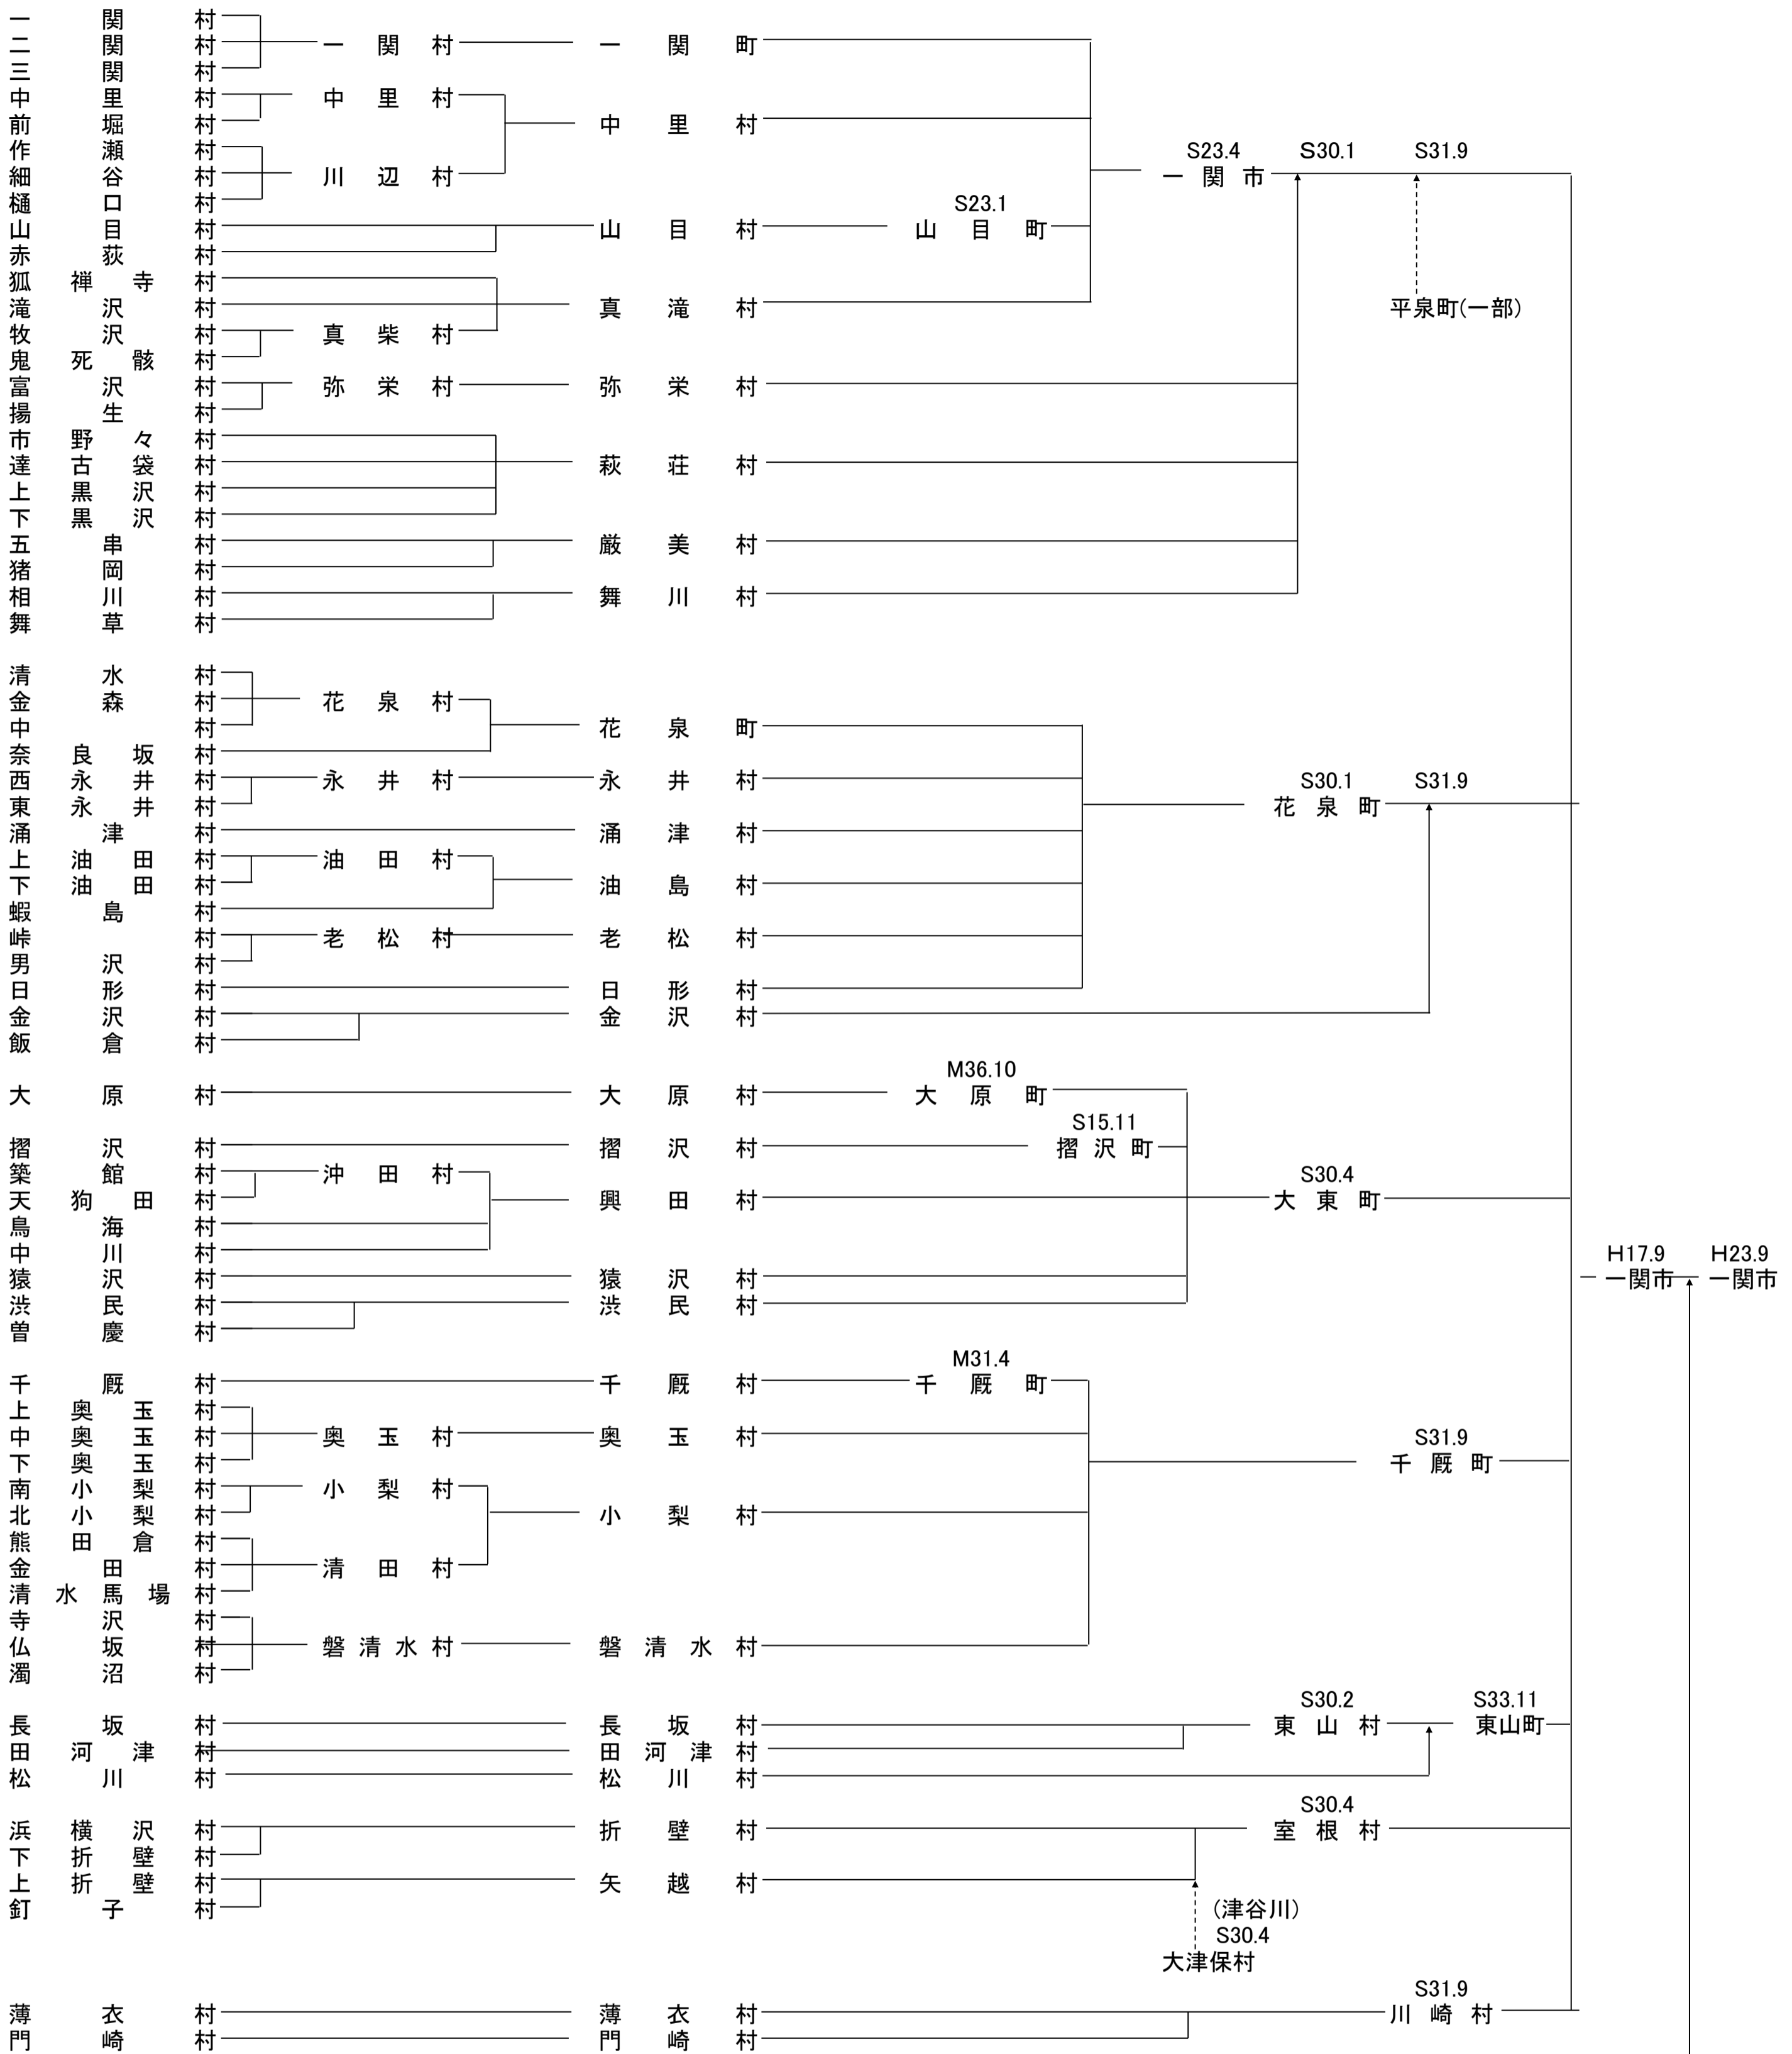 一関村
二関村 一関村 一関町
三関村
中里村 中里村
前堀村 中里村
作瀬村 S23.4 S30.1 S31.9
細谷村 川辺村 一関市
樋口村 S23.1
山目村 山目村 山目町
赤荻村
狐禅寺村
滝沢村 真滝村 平泉町(一部)
牧沢村 真柴村
鬼死骸村
富沢村 弥栄村 弥栄村
揚生村
市野々村
達古袋村 萩荘村
上黒沢村
下黒沢村
五串村 厳美村
猪岡村
相川村 舞川村
舞草村
清水村
金森村 花泉村
中村 花泉町
奈良坂村
西永井村 永井村 永井村 S30.1 S31.9
東永井村 花泉町
涌津村 涌津村
上油田村 油田村
下油田村 油島村
蝦島村
峠村 老松村 老松村
男沢村
日形村 日形村
金沢村 金沢村
飯倉村
M36.10
大原村 大原村 大原町
S15.11
摺沢村 摺沢村 摺沢町
築館村 沖田村 S30.4
天狗田村 興田村 大東町
鳥海村
中川村 H17.9 H23.9
猿沢村 猿沢村 一関市 一関市
渋民村 渋民村
曽慶村
M31.4
千厩村 千厩村 千厩町
上奥玉村
中奥玉村 奥玉村 奥玉村 S31.9
下奥玉村 千厩町
南小梨村 小梨村
北小梨村 小梨村
熊田倉村
金田村 清田村
清水馬場村
寺沢村
仏坂村 磐清水村 磐清水村
濁沼村
S30.2 S33.11
長坂村 長坂村 東山村 東山町
田河津村 田河津村
松川村 松川村
S30.4
浜横沢村 折壁村 室根村
下折壁村
上折壁村 矢越村
釘子村 (津谷川)
S30.4
大津保村
S31.9
薄衣村 薄衣村 川崎村
門崎村 門崎村